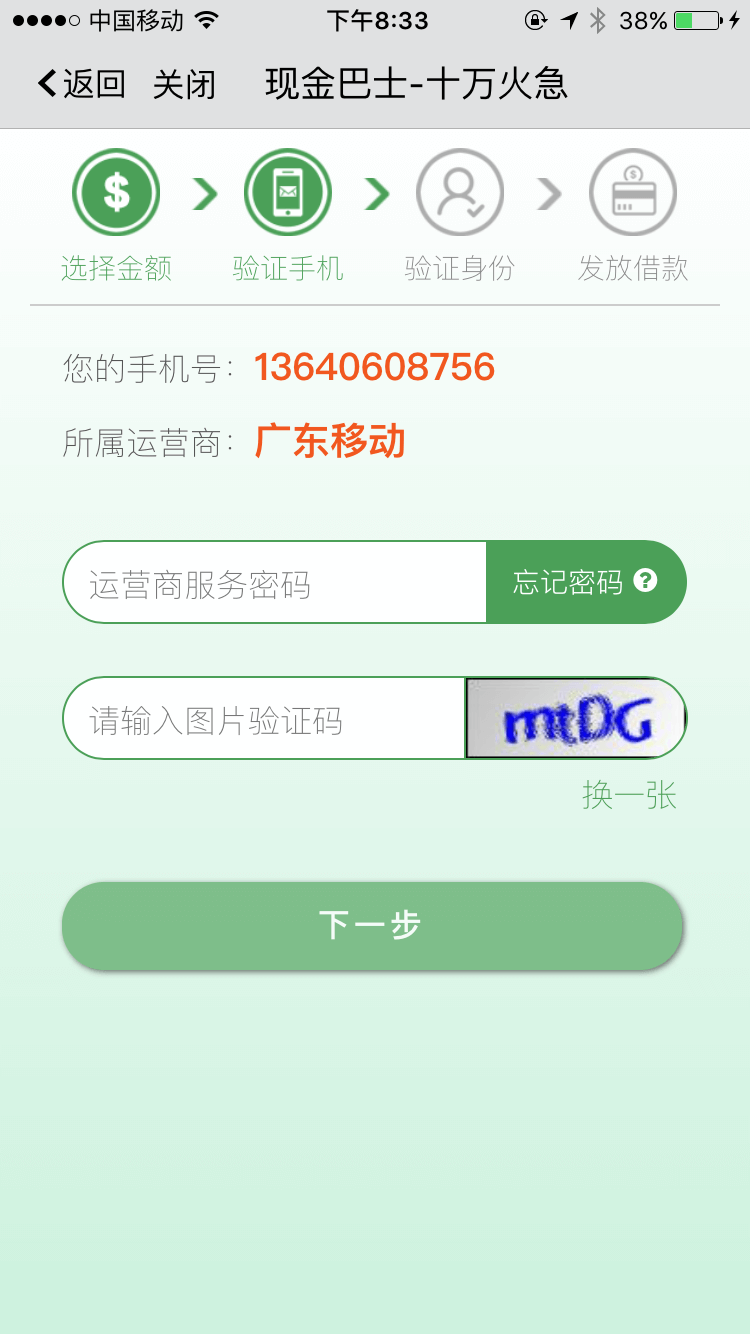 中国移动 下午8:33 38%
返回 关闭 现金巴士-十万火急
选择金额 验证手机 验证身份 发放借款
您的手机号： 13640608756
所属运营商： 广东移动
运营商服务密码 忘记密码 ?
请输入图片验证码 mtDG
换一张
下一步